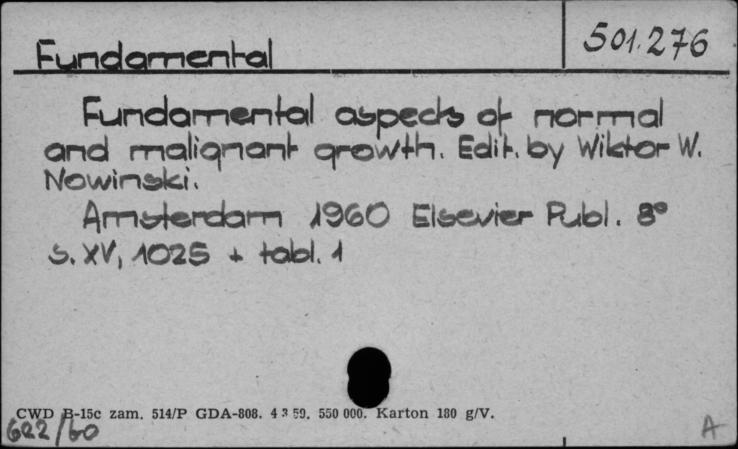 Fundamental
501.276
Fundamental aspects of normal
and malignant growth. Edit. by Wiktor W.
Nowinski.
Amsterdam 1960 Elsevier Publ. 8°
s. XV, 1025 + tabl. 1
CWD B-15c zam. 514/P GDA-808. 4 3 59. 550 000. Karton 180 g/V.
622/60
A